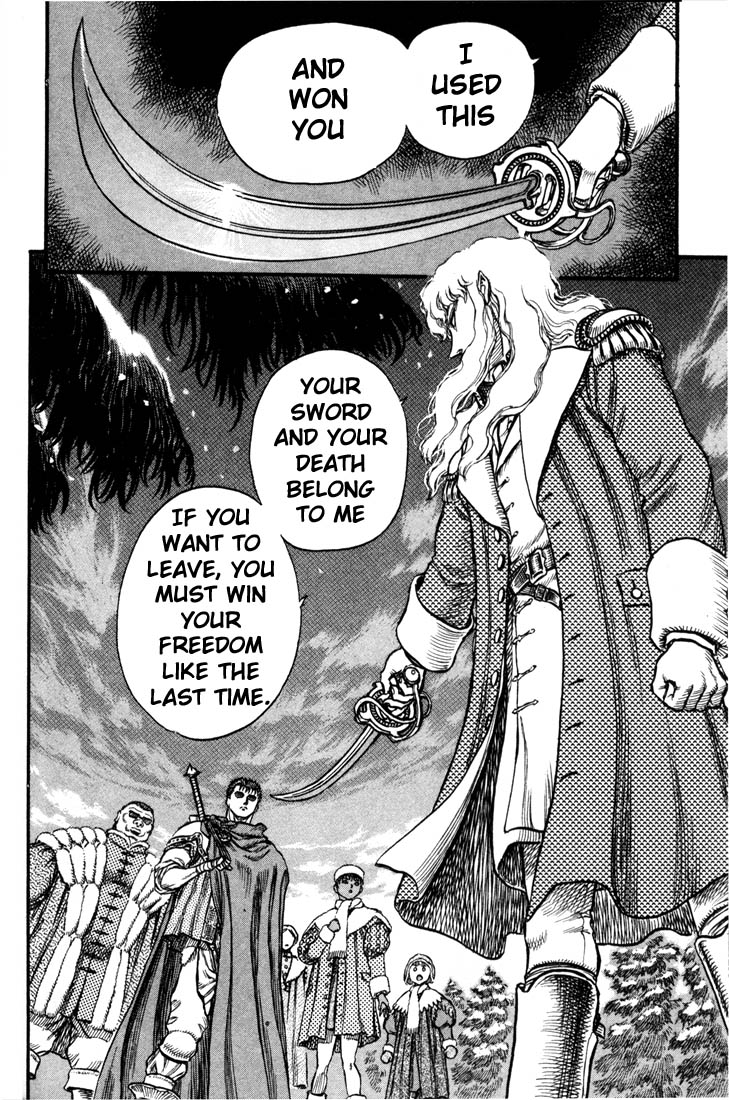 I
USED
THIS
AND
WON
YOU
YOUR
SWORD
AND YOUR
DEATH
BELONG
TO ME
IF YOU
WANT TO
LEAVE, YOU
MUST WIN
YOUR
FREEDOM
LIKE THE
LAST TIME.